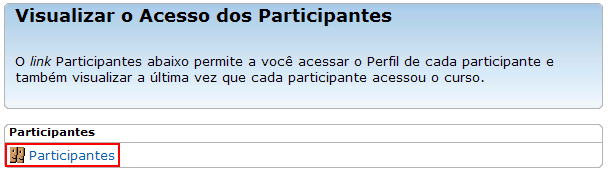 Visualizar o Acesso dos Participantes
O link Participantes abaixo permite a você acessar o Perfil de cada participante e
também visualizar a última vez que cada participante acessou o curso.
Participantes
Participantes